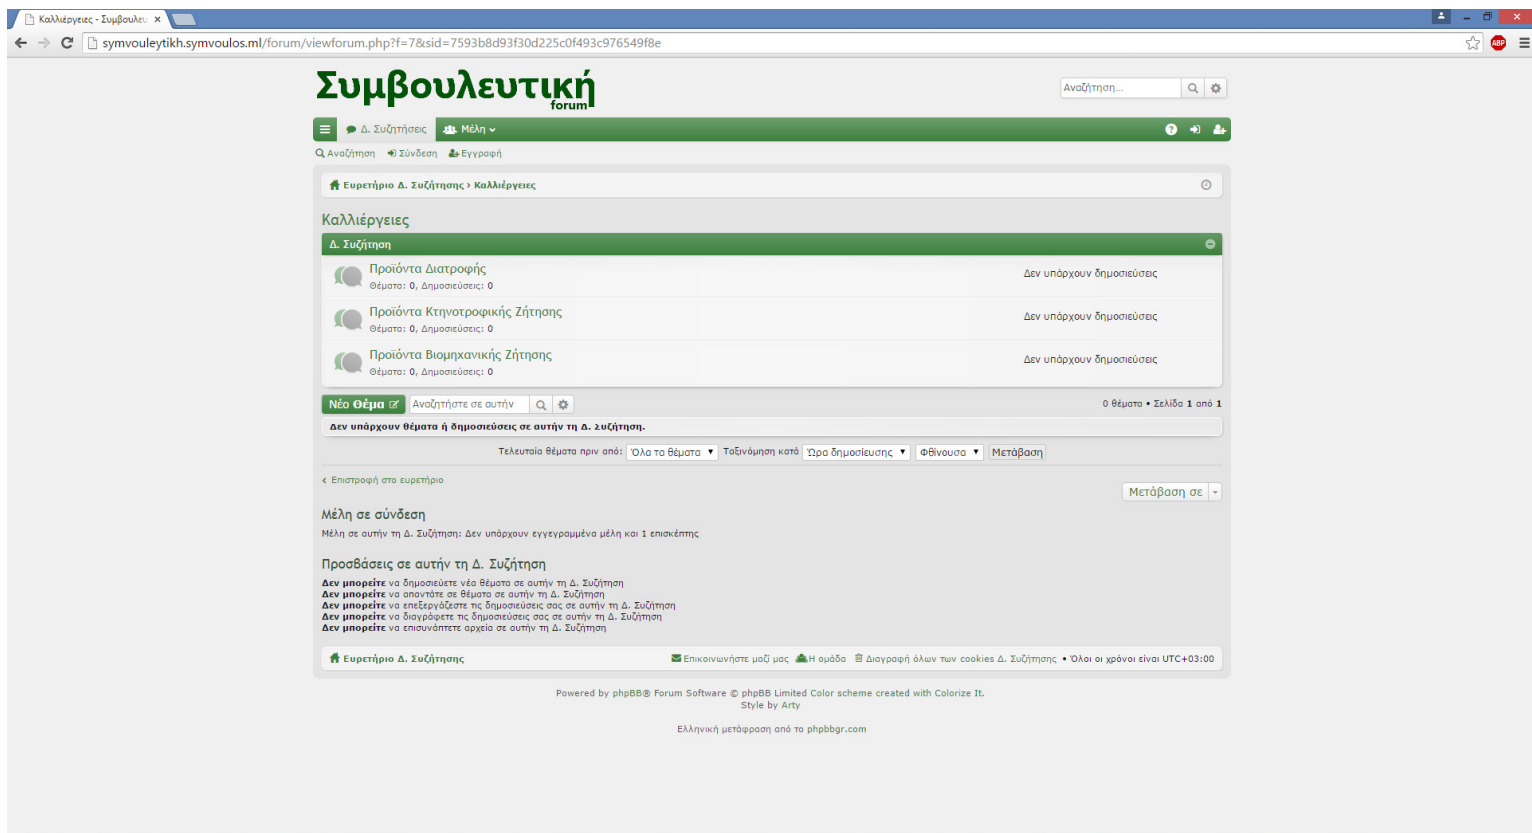 Καλλιέργειες - Συμβουλευ
symvouleytikh.symvoulos.ml/forum/viewforum.php?f=7&sid=7593b8d93f30d225c0f493c976549f8e
ABP
Συμβουλευτική
forum
Αναζήτηση...
Δ. Συζητήσεις Μέλη
Αναζήτηση Σύνδεση Εγγραφή
Ευρετήριο Δ. Συζήτησης › Καλλιέργειες
Καλλιέργειες
Δ. Συζήτηση
Προϊόντα Διατροφής
Θέματα: 0, Δημοσιεύσεις: 0
Δεν υπάρχουν δημοσιεύσεις
Προϊόντα Κτηνοτροφικής Ζήτησης
Θέματα: 0, Δημοσιεύσεις: 0
Δεν υπάρχουν δημοσιεύσεις
Προϊόντα Βιομηχανικής Ζήτησης
Θέματα: 0, Δημοσιεύσεις: 0
Δεν υπάρχουν δημοσιεύσεις
Νέο Θέμα Αναζητήστε σε αυτήν 0 θέματα • Σελίδα 1 από 1
Δεν υπάρχουν θέματα ή δημοσιεύσεις σε αυτήν τη Δ. Συζήτηση.
Τελευταία θέματα πριν από: Όλα τα θέματα Ταξινόμηση κατά Ώρα δημοσίευσης Φθίνουσα Μετάβαση
‹ Επιστροφή στο ευρετήριο
Μετάβαση σε
Μέλη σε σύνδεση
Μέλη σε αυτήν τη Δ. Συζήτηση: Δεν υπάρχουν εγγεγραμμένα μέλη και 1 επισκέπτης
Προσβάσεις σε αυτήν τη Δ. Συζήτηση
Δεν μπορείτε να δημοσιεύετε νέα θέματα σε αυτήν τη Δ. Συζήτηση
Δεν μπορείτε να απαντάτε σε θέματα σε αυτήν τη Δ. Συζήτηση
Δεν μπορείτε να επεξεργάζεστε τις δημοσιεύσεις σας σε αυτήν τη Δ. Συζήτηση
Δεν μπορείτε να διαγράφετε τις δημοσιεύσεις σας σε αυτήν τη Δ. Συζήτηση
Δεν μπορείτε να επισυνάπτετε αρχεία σε αυτήν τη Δ. Συζήτηση
Ευρετήριο Δ. Συζήτησης Επικοινωνήστε μαζί μας Η ομάδα Διαγραφή όλων των cookies Δ. Συζήτησης • Όλοι οι χρόνοι είναι UTC+03:00
Powered by phpBB® Forum Software © phpBB Limited Color scheme created with Colorize It.
Style by Arty
Ελληνική μετάφραση από το phpbbgr.com